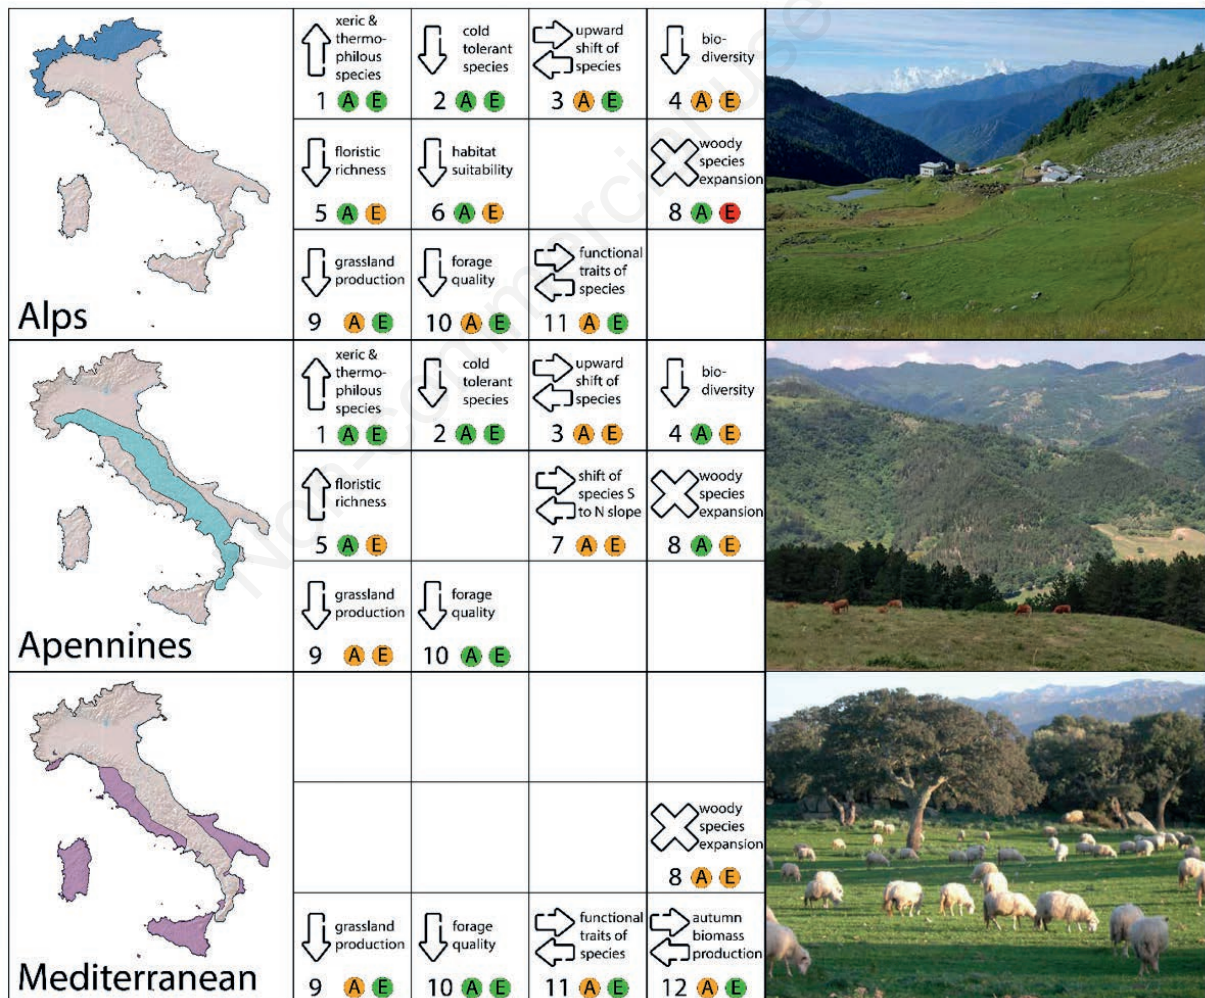 xeric &
thermo-
philous
species
1 A E
cold
tolerant
species
2 A E
upward
shift of
species
3 A E
bio-
diversity
4 A E
floristic
richness
5 A E
habitat
suitability
6 A E
woody
species
expansion
8 A E
Alps
grassland
production
9 A E
forage
quality
10 A E
functional
traits of
species
11 A E
xeric &
thermo-
philous
species
1 A E
cold
tolerant
species
2 A E
upward
shift of
species
3 A E
bio-
diversity
4 A E
floristic
richness
5 A E
shift of
species S
to N slope
7 A E
woody
species
expansion
8 A E
Apennines
grassland
production
9 A E
forage
quality
10 A E
woody
species
expansion
8 A E
Mediterranean
grassland
production
9 A E
forage
quality
10 A E
functional
traits of
species
11 A E
autumn
biomass
production
12 A E
Non-commercial use